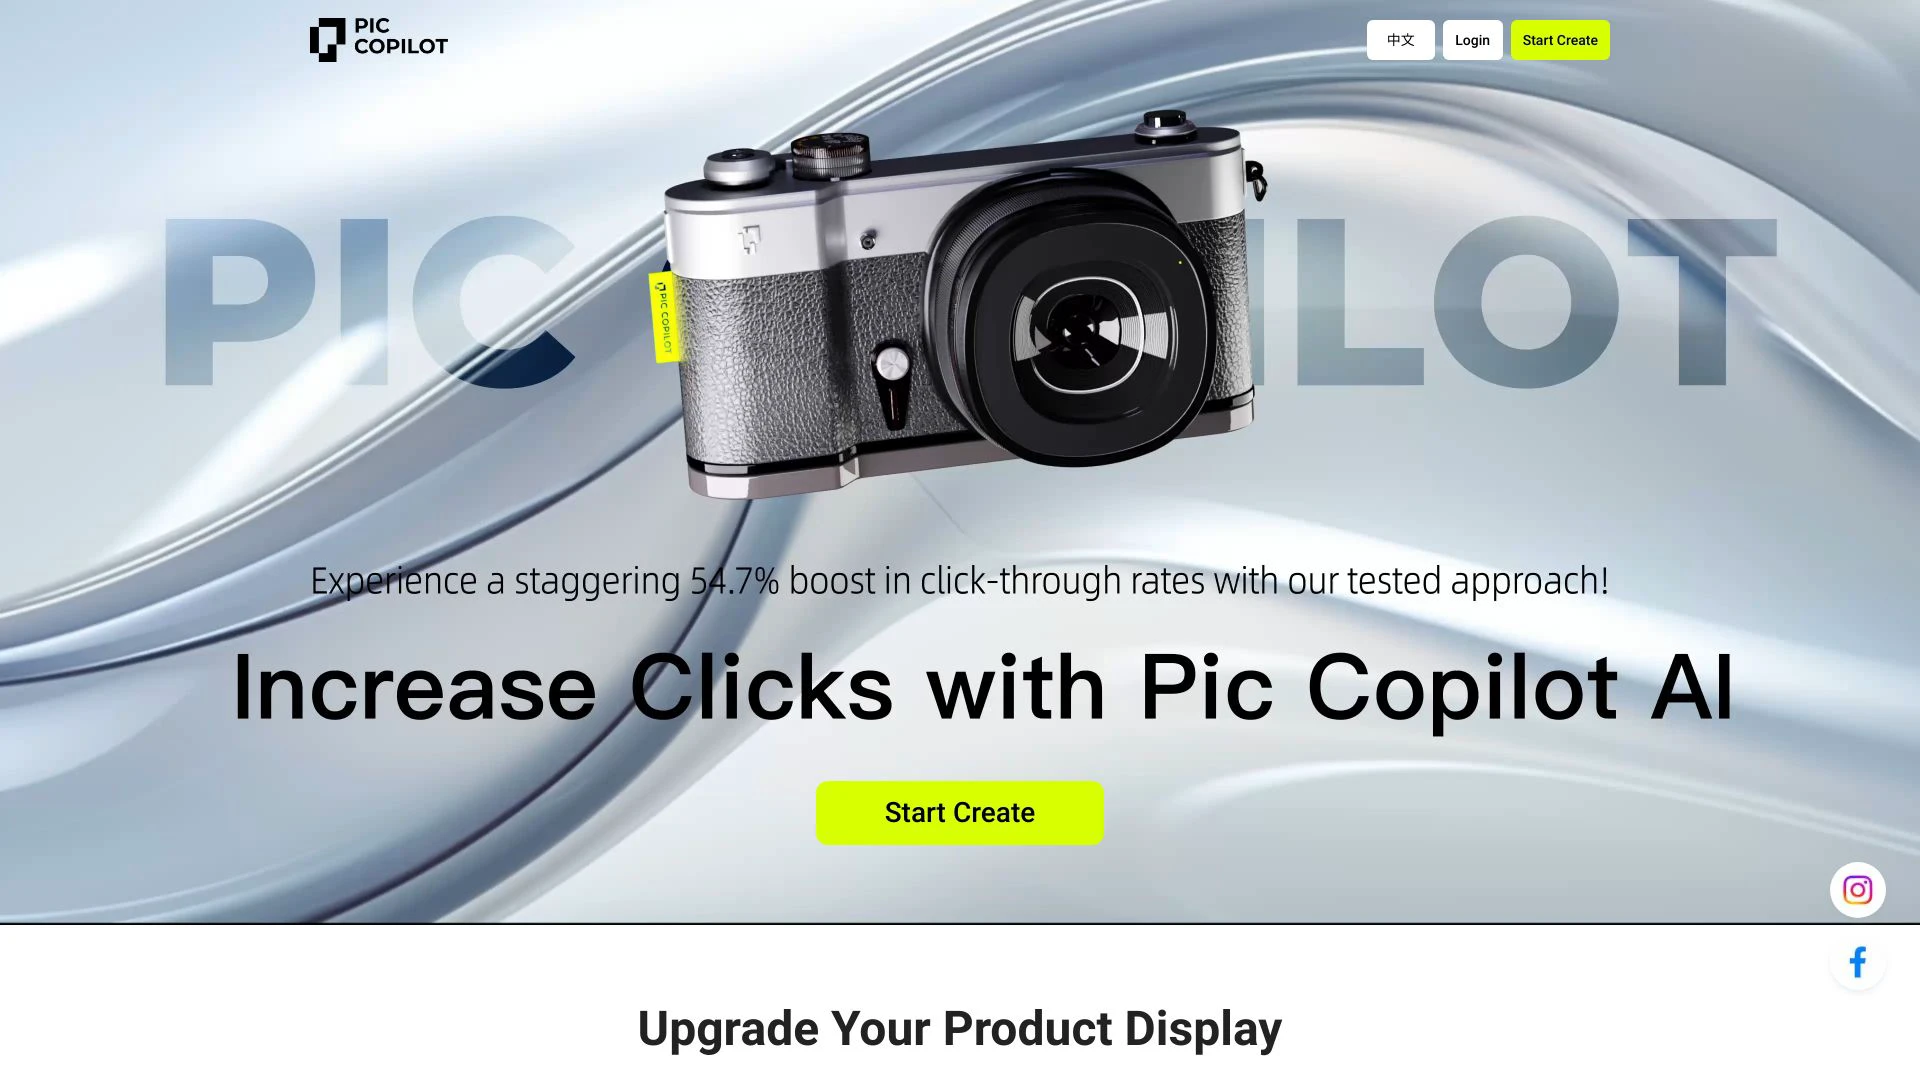 PIC
COPILOT
中文
Login
Start Create
PIC
ILOT
PIC COPILOT
Experience a staggering 54.7% boost in click-through rates with our tested approach!
Increase Clicks with Pic Copilot AI
Start Create
Upgrade Your Product Display